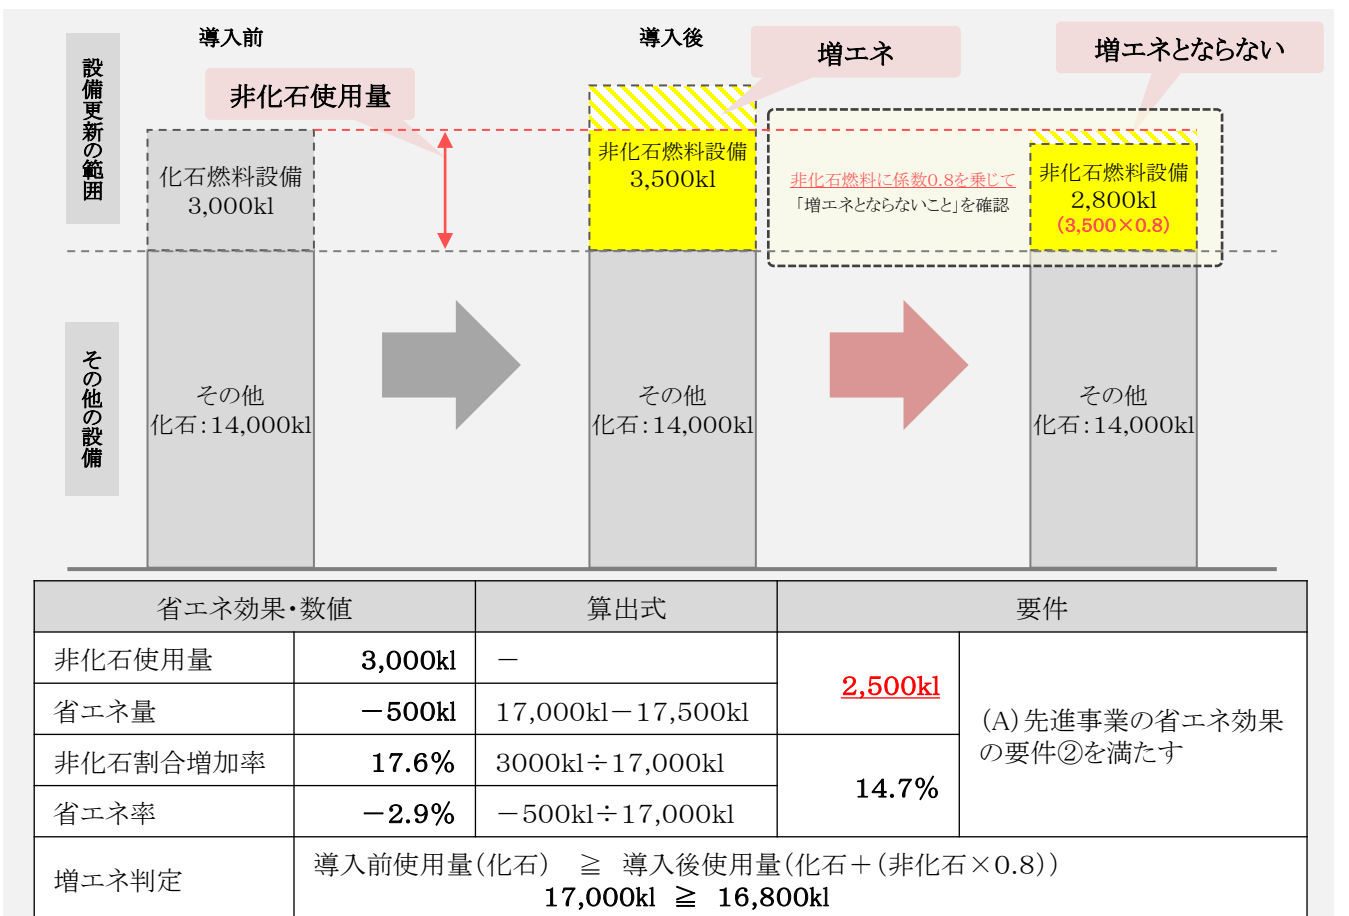 導入前
導入後
増エネ
増エネとならない
設備更新の範囲
非化石使用量
化石燃料設備
3,000kl
非化石燃料設備
3,500kl
非化石燃料に係数0.8を乗じて
「増エネとならないこと」を確認
非化石燃料設備
2,800kl
(3,500×0.8)
その他の設備
その他
化石:14,000kl
その他
化石:14,000kl
その他
化石:14,000kl
省エネ効果・数値 算出式 要件
非化石使用量 3,000kl －
2,500kl
省エネ量 －500kl 17,000kl－17,500kl
(A)先進事業の省エネ効果
の要件②を満たす
非化石割合増加率 17.6% 3000kl÷17,000kl
14.7%
省エネ率 －2.9% －500kl÷17,000kl
増エネ判定
導入前使用量(化石) ≧ 導入後使用量(化石+(非化石×0.8))
17,000kl ≧ 16,800kl